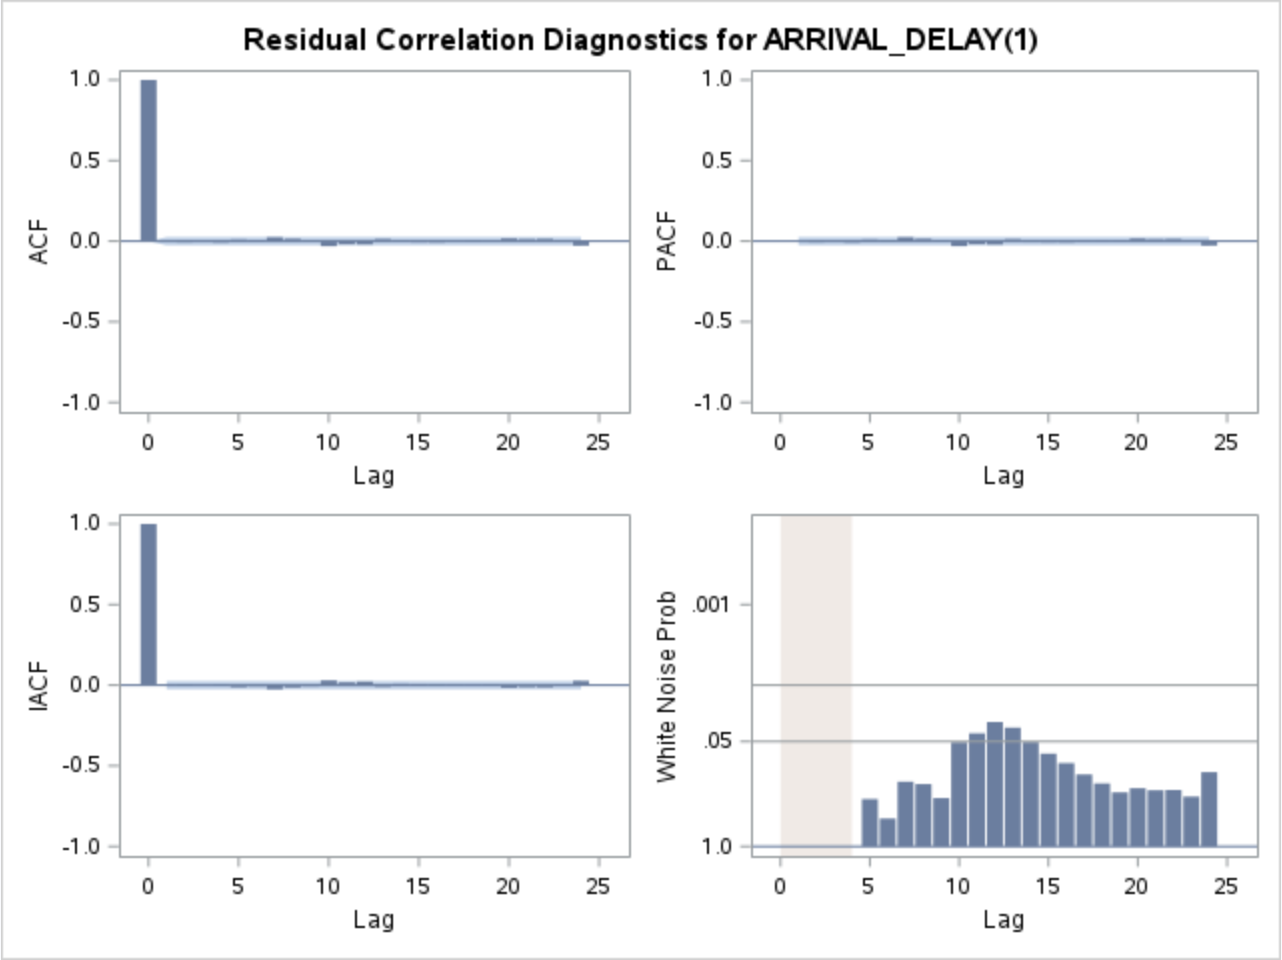 Residual Correlation Diagnostics for ARRIVAL_DELAY(1)
1.0
0.5
0.0
-0.5
-1.0
ACF
0 5 10 15 20 25
Lag
1.0
0.5
0.0
-0.5
-1.0
PACF
0 5 10 15 20 25
Lag
1.0
0.5
0.0
-0.5
-1.0
IACF
0 5 10 15 20 25
Lag
.001
.05
1.0
White Noise Prob
0 5 10 15 20 25
Lag